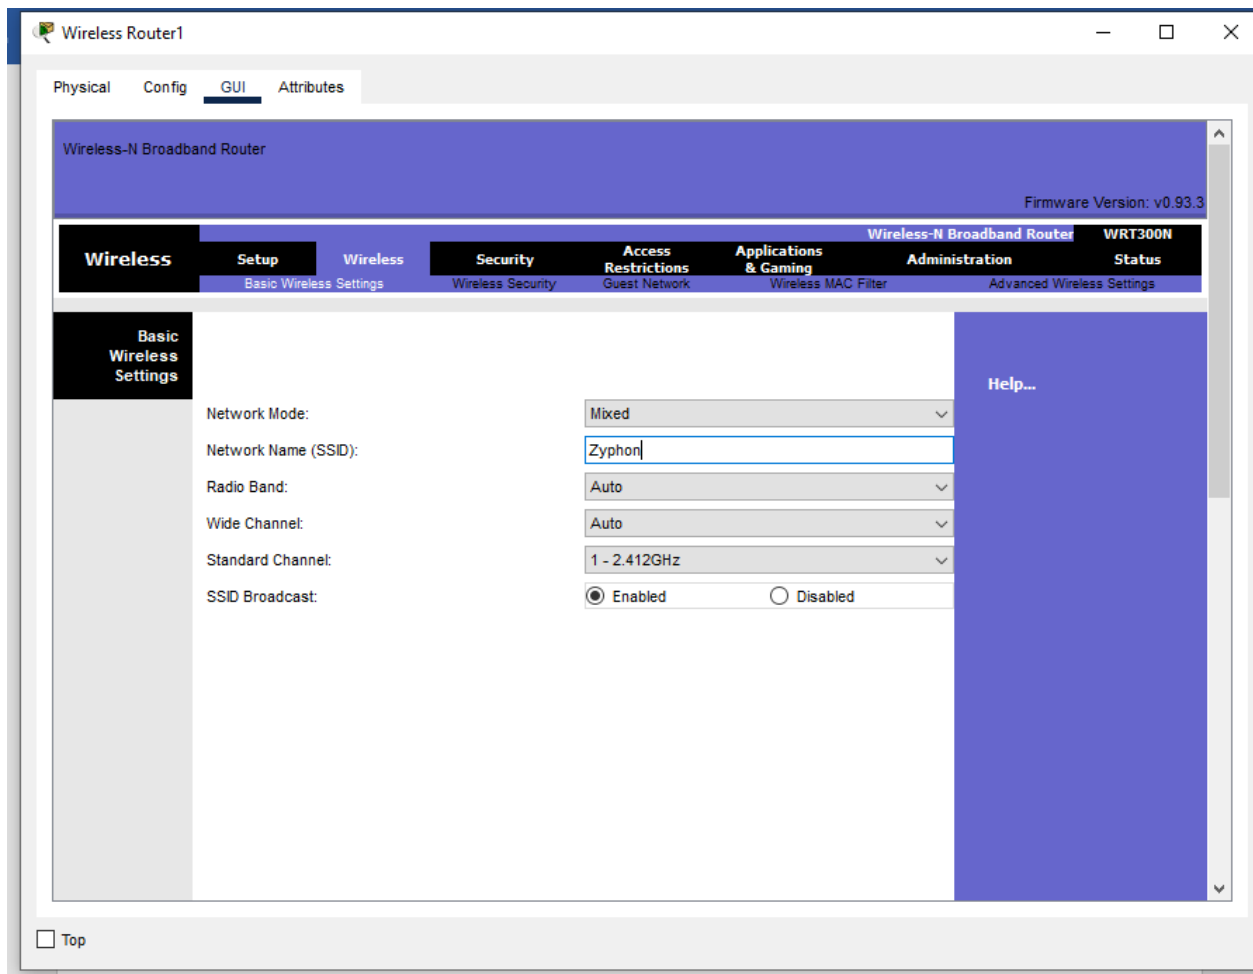 Wireless Router1
Physical Config GUI Attributes
Wireless-N Broadband Router
Firmware Version: v0.93.3
Wireless-N Broadband Router WRT300N
Wireless Setup Wireless Security Access Restrictions Applications & Gaming Administration Status
Basic Wireless Settings Wireless Security Guest Network Wireless MAC Filter Advanced Wireless Settings
Basic
Wireless
Settings
Help...
Network Mode: Mixed
Network Name (SSID): Zyphon
Radio Band: Auto
Wide Channel: Auto
Standard Channel: 1 - 2.412GHz
SSID Broadcast: Enabled Disabled
Top